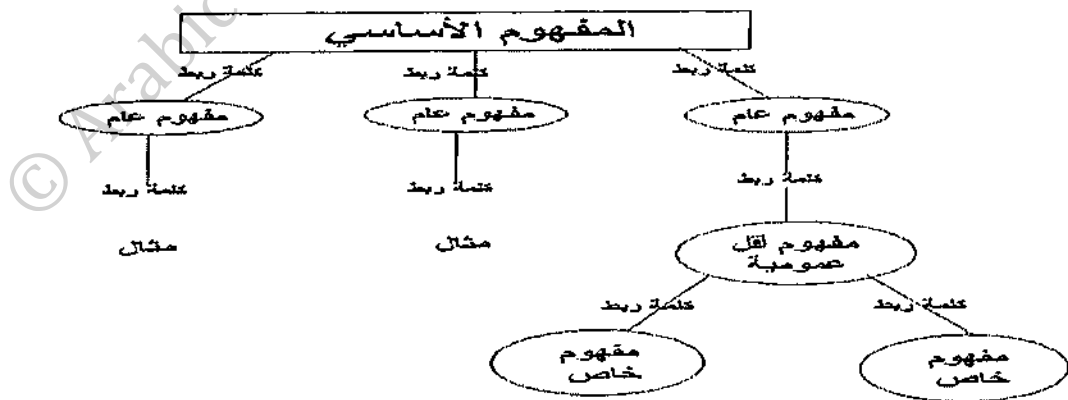 المفهوم الأساسي
كلمة ربط
كلمة ربط
كلمة ربط
مفهوم عام
مفهوم عام
مفهوم عام
كلمة ربط
كلمة ربط
كلمة ربط
مفهوم أقل
عمومية
مثال
مثال
كلمة ربط
كلمة ربط
مفهوم
خاص
مفهوم
خاص
© Arabic